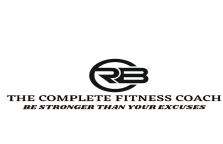 RB
THE COMPLETE FITNESS COACH
BE STRONGER THAN YOUR EXCUSES